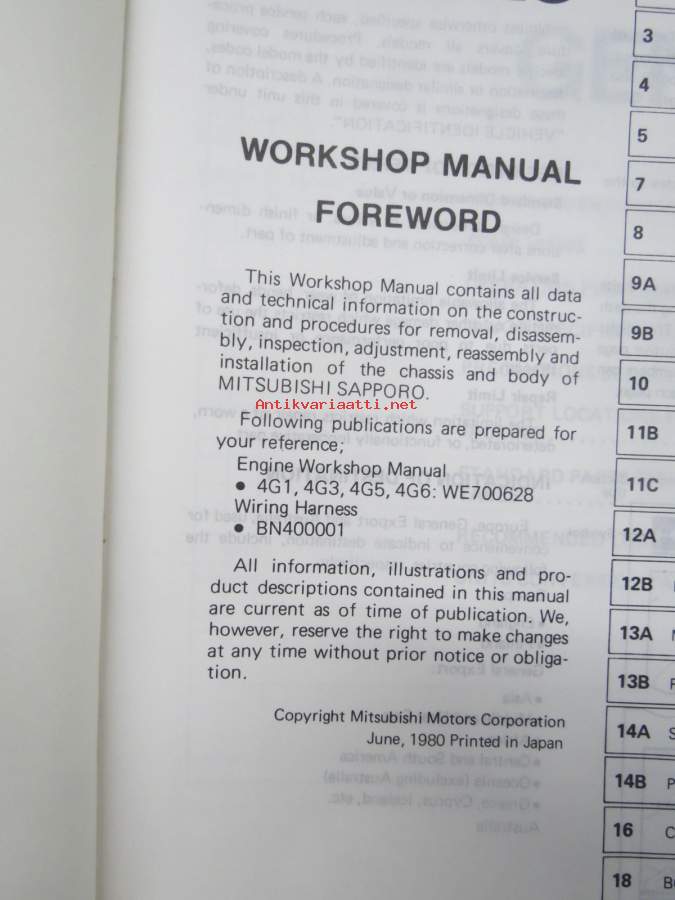 WORKSHOP MANUAL
FOREWORD
This Workshop Manual contains all data
and technical information on the construc-
tion and procedures for removal, disassem-
bly, inspection, adjustment, reassembly and
installation of the chassis and body of
MITSUBISHI SAPPORO.
Antikvariaatti.net
Following publications are prepared for
your reference;
Engine Workshop Manual
● 4G1, 4G3, 4G5, 4G6: WE700628
Wiring Harness
● BN400001
All information, illustrations and pro-
duct descriptions contained in this manual
are current as of time of publication. We,
however, reserve the right to make changes
at any time without prior notice or obliga-
tion.
Copyright Mitsubishi Motors Corporation
June, 1980 Printed in Japan
3
4
5
7
8
9A
9B
10
11B
11C
12A
12B
13A
13B
14A
14B
16
18